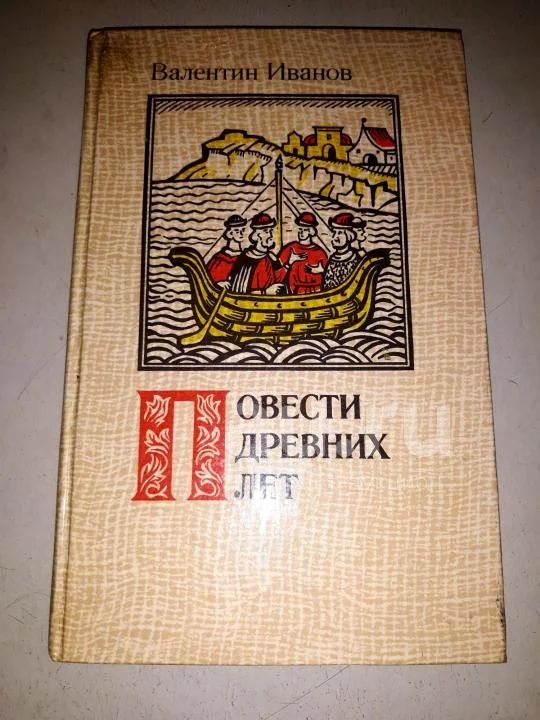 Валентин Иванов
Повести
древних
лет